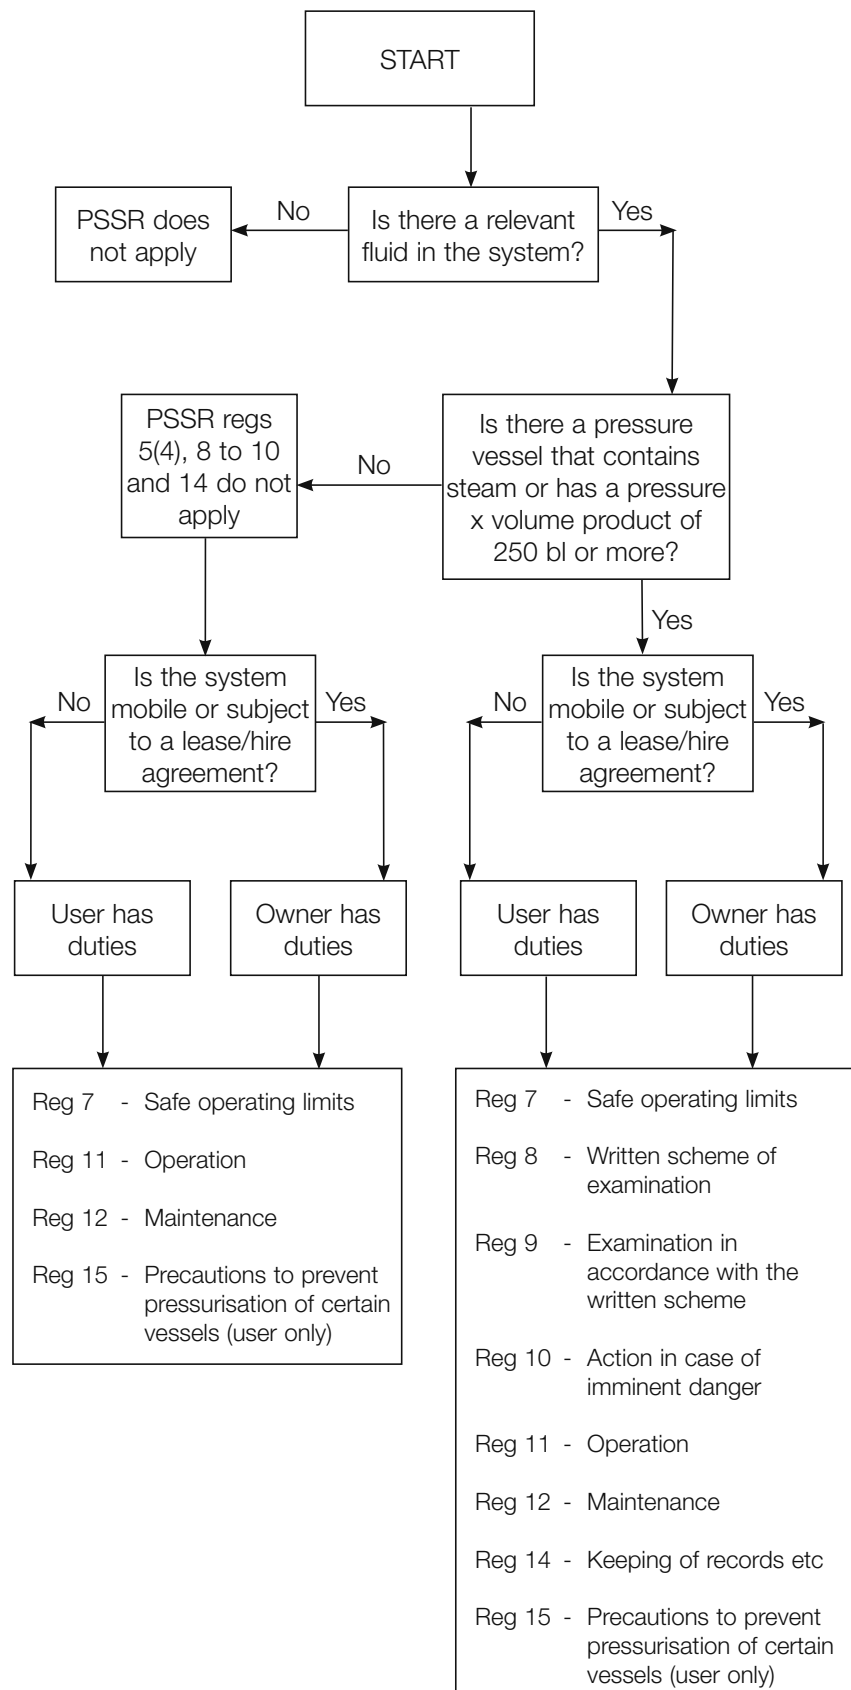 START
PSSR does
not apply
No
Is there a relevant
fluid in the system?
Yes
PSSR regs
5(4), 8 to 10
and 14 do not
apply
No
Is there a pressure
vessel that contains
steam or has a pressure
x volume product of
250 bl or more?
Yes
No
Is the system
mobile or subject
to a lease/hire
agreement?
Yes
No
Is the system
mobile or subject
to a lease/hire
agreement?
Yes
User has
duties
Owner has
duties
User has
duties
Owner has
duties
Reg 7 - Safe operating limits
Reg 11 - Operation
Reg 12 - Maintenance
Reg 15 - Precautions to prevent
pressurisation of certain
vessels (user only)
Reg 7 - Safe operating limits
Reg 8 - Written scheme of
examination
Reg 9 - Examination in
accordance with the
written scheme
Reg 10 - Action in case of
imminent danger
Reg 11 - Operation
Reg 12 - Maintenance
Reg 14 - Keeping of records etc
Reg 15 - Precautions to prevent
pressurisation of certain
vessels (user only)